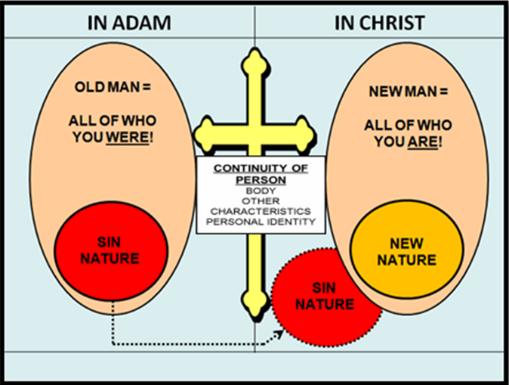 IN ADAM
IN CHRIST
OLD MAN =
ALL OF WHO
YOU WERE!
SIN
NATURE
CONTINUITY OF
PERSON
BODY
OTHER
CHARACTERISTICS
PERSONAL IDENTITY
NEW MAN =
ALL OF WHO
YOU ARE!
NEW
NATURE
SIN
NATURE